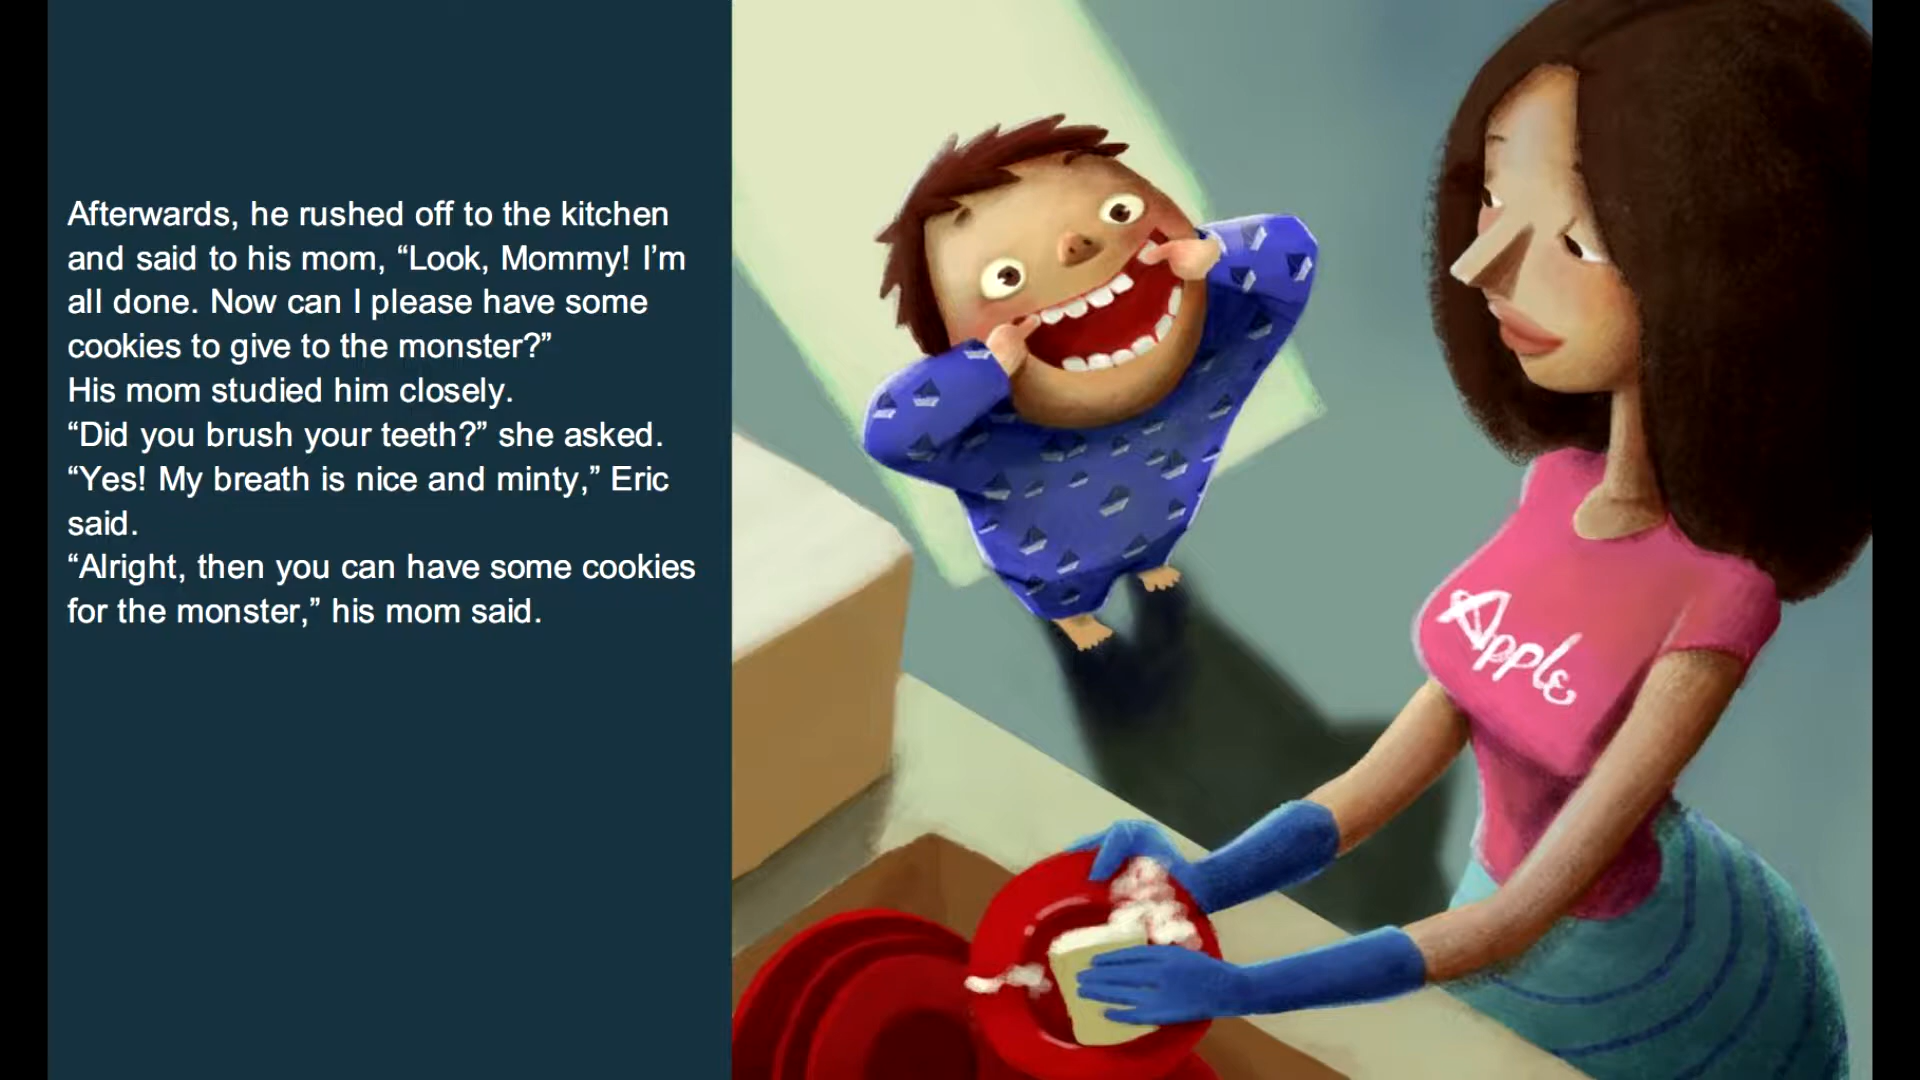 Afterwards, he rushed off to the kitchen
and said to his mom, “Look, Mommy! I’m
all done. Now can I please have some
cookies to give to the monster?”
His mom studied him closely.
“Did you brush your teeth?” she asked.
“Yes! My breath is nice and minty,” Eric
said.
“Alright, then you can have some cookies
for the monster,” his mom said.
Apple